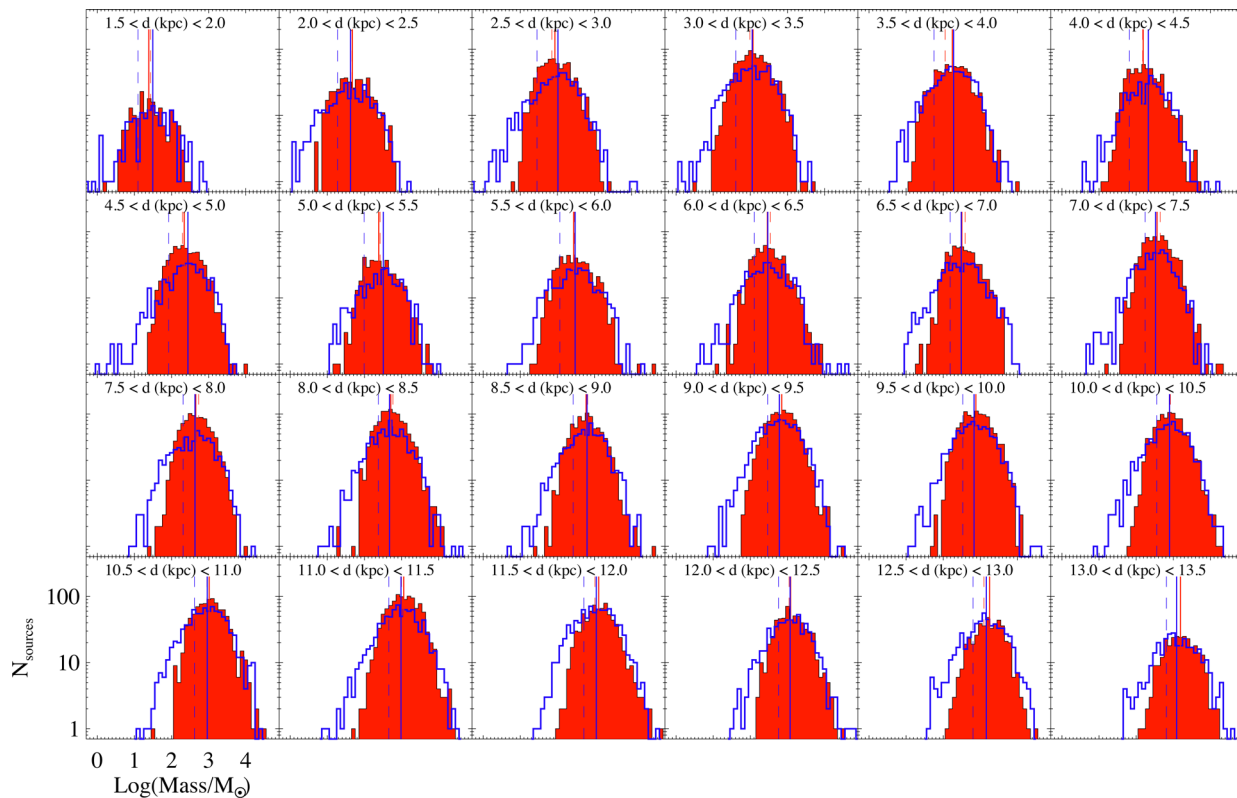 1.5 < d (kpc) < 2.0
2.0 < d (kpc) < 2.5
2.5 < d (kpc) < 3.0
3.0 < d (kpc) < 3.5
3.5 < d (kpc) < 4.0
4.0 < d (kpc) < 4.5
4.5 < d (kpc) < 5.0
5.0 < d (kpc) < 5.5
5.5 < d (kpc) < 6.0
6.0 < d (kpc) < 6.5
6.5 < d (kpc) < 7.0
7.0 < d (kpc) < 7.5
7.5 < d (kpc) < 8.0
8.0 < d (kpc) < 8.5
8.5 < d (kpc) < 9.0
9.0 < d (kpc) < 9.5
9.5 < d (kpc) < 10.0
10.0 < d (kpc) < 10.5
10.5 < d (kpc) < 11.0
11.0 < d (kpc) < 11.5
11.5 < d (kpc) < 12.0
12.0 < d (kpc) < 12.5
12.5 < d (kpc) < 13.0
13.0 < d (kpc) < 13.5
100
10
1
N_sources
0 1 2 3 4
Log(Mass/M_⊙)